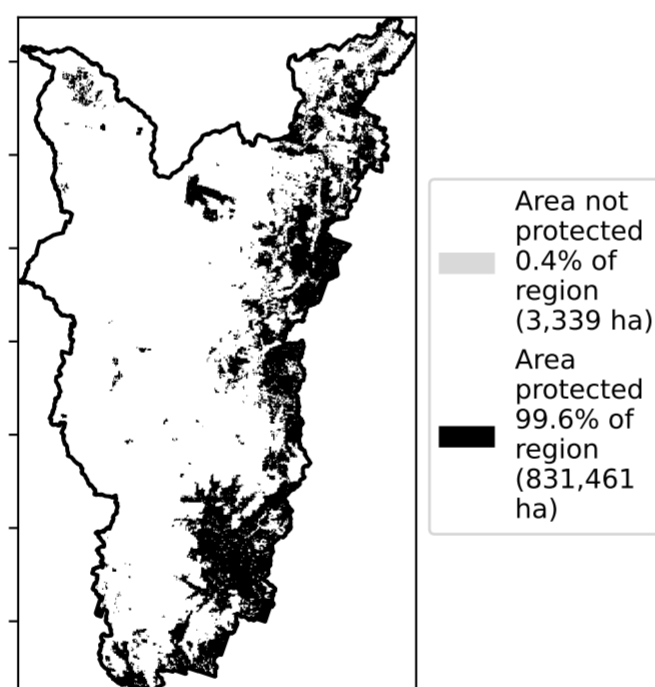 Area not
protected
0.4% of
region
(3,339 ha)
Area
protected
99.6% of
region
(831,461
ha)